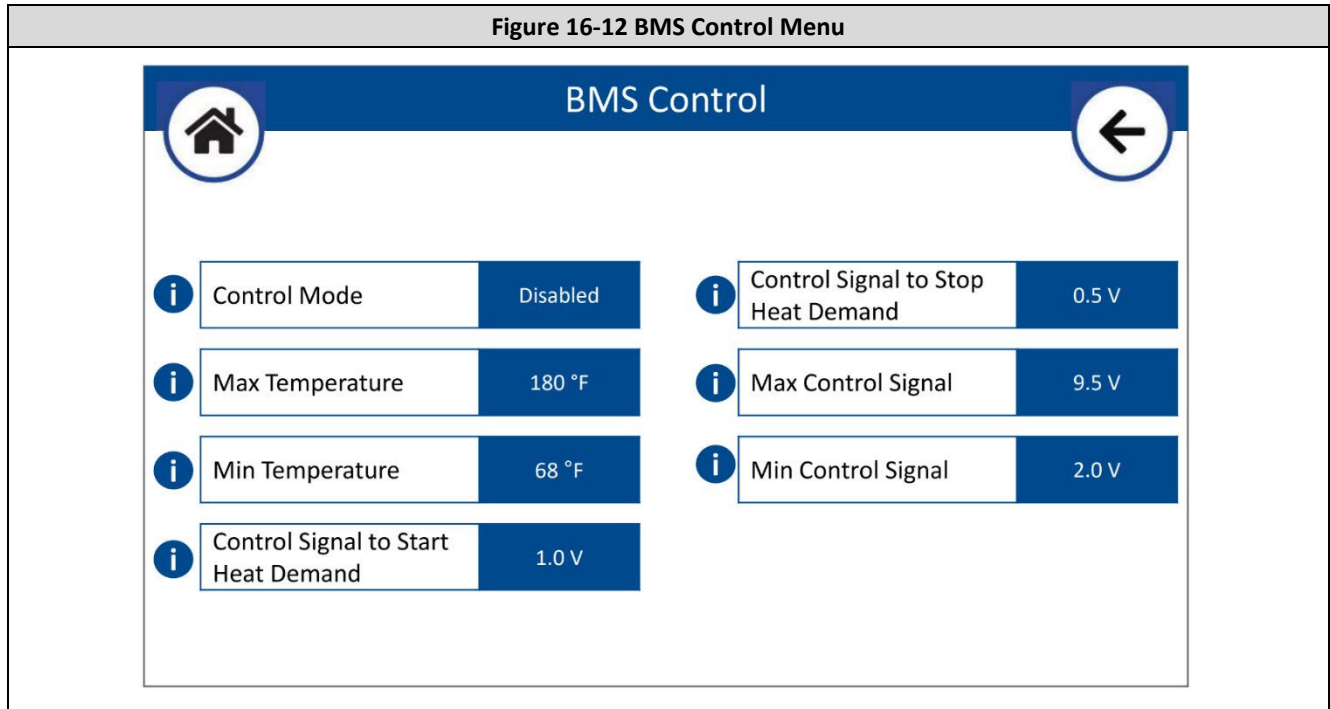 Figure 16-12 BMS Control Menu
BMS Control
i
Control Mode
Disabled
i
Max Temperature
180 °F
i
Min Temperature
68 °F
i
Control Signal to Start
Heat Demand
1.0 V
i
Control Signal to Stop
Heat Demand
0.5 V
i
Max Control Signal
9.5 V
i
Min Control Signal
2.0 V